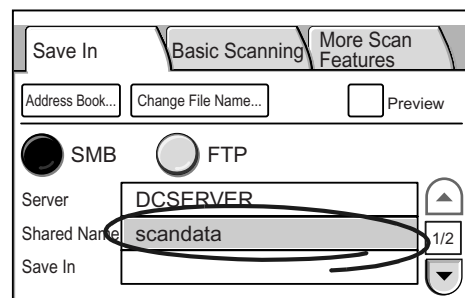 Save In
Basic Scanning
More Scan
Features
Address Book...
Change File Name...
Preview
SMB
FTP
Server
DCSERVER
Shared Name
scandata
1/2
Save In